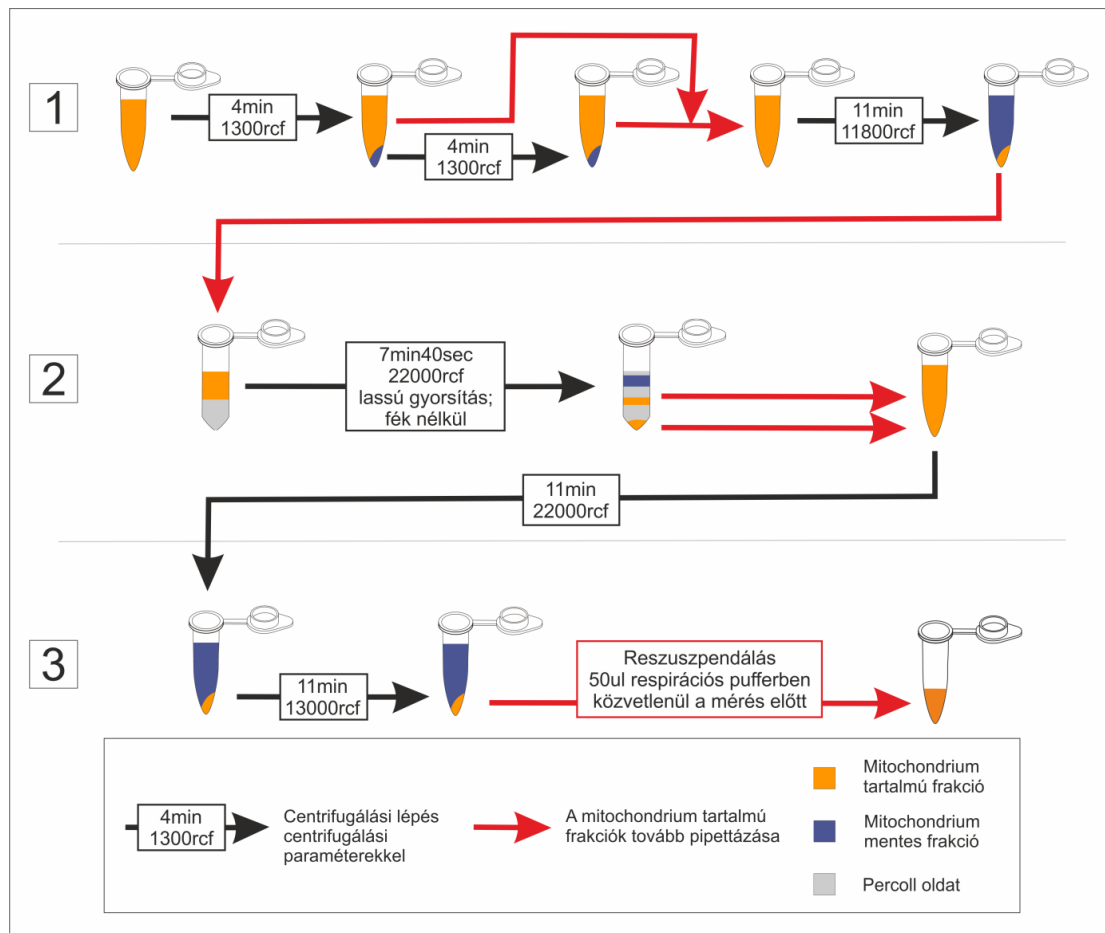 1
4min
1300rcf
4min
1300rcf
11min
11800rcf
2
7min40sec
22000rcf
lassú gyorsítás;
fék nélkül
11min
22000rcf
3
11min
13000rcf
Reszuszpendálás
50ul respirációs pufferben
közvetlenül a mérés előtt
4min
1300rcf
Centrifugálási lépés
centrifugálási
paraméterekkel
A mitochondrium tartalmú
frakciók tovább pipettázása
Mitochondrium
tartalmú frakció
Mitochondrium
mentes frakció
Percoll oldat